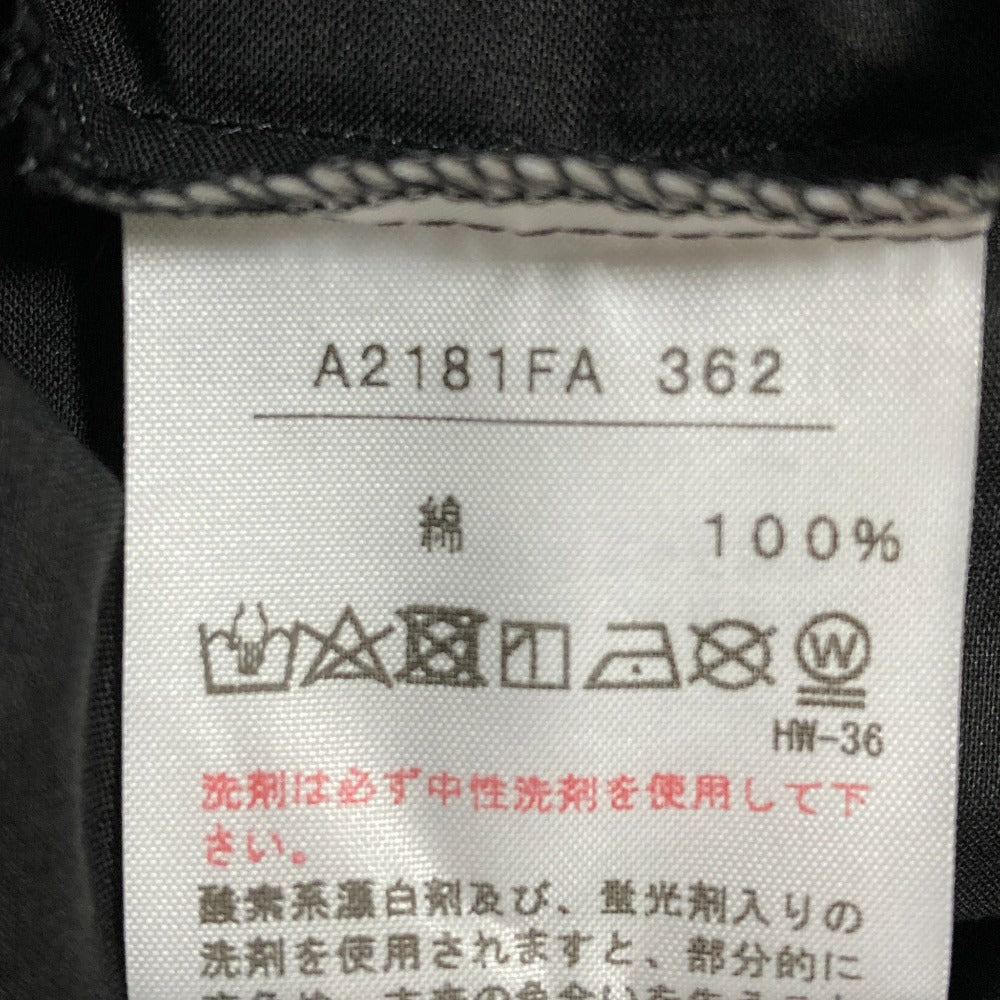 A2181FA 362
綿 100%
W
HW-36
洗剤は必ず中性洗剤を使用して下
さい。
酸素系漂白剤及び、蛍光剤入りの
洗剤を使用されますと、部分的に